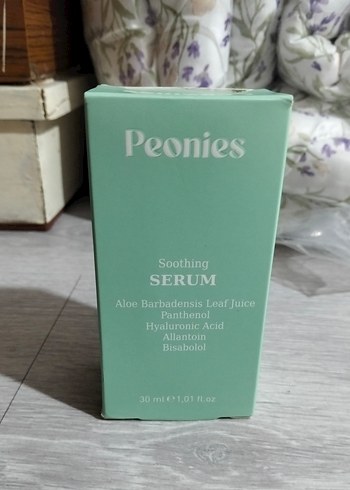 Peonies
Soothing
SERUM
Aloe Barbadensis Leaf Juice
Panthenol
Hyaluronic Acid
Allantoin
Bisabolol
30 ml ℮ 1,01 fl.oz